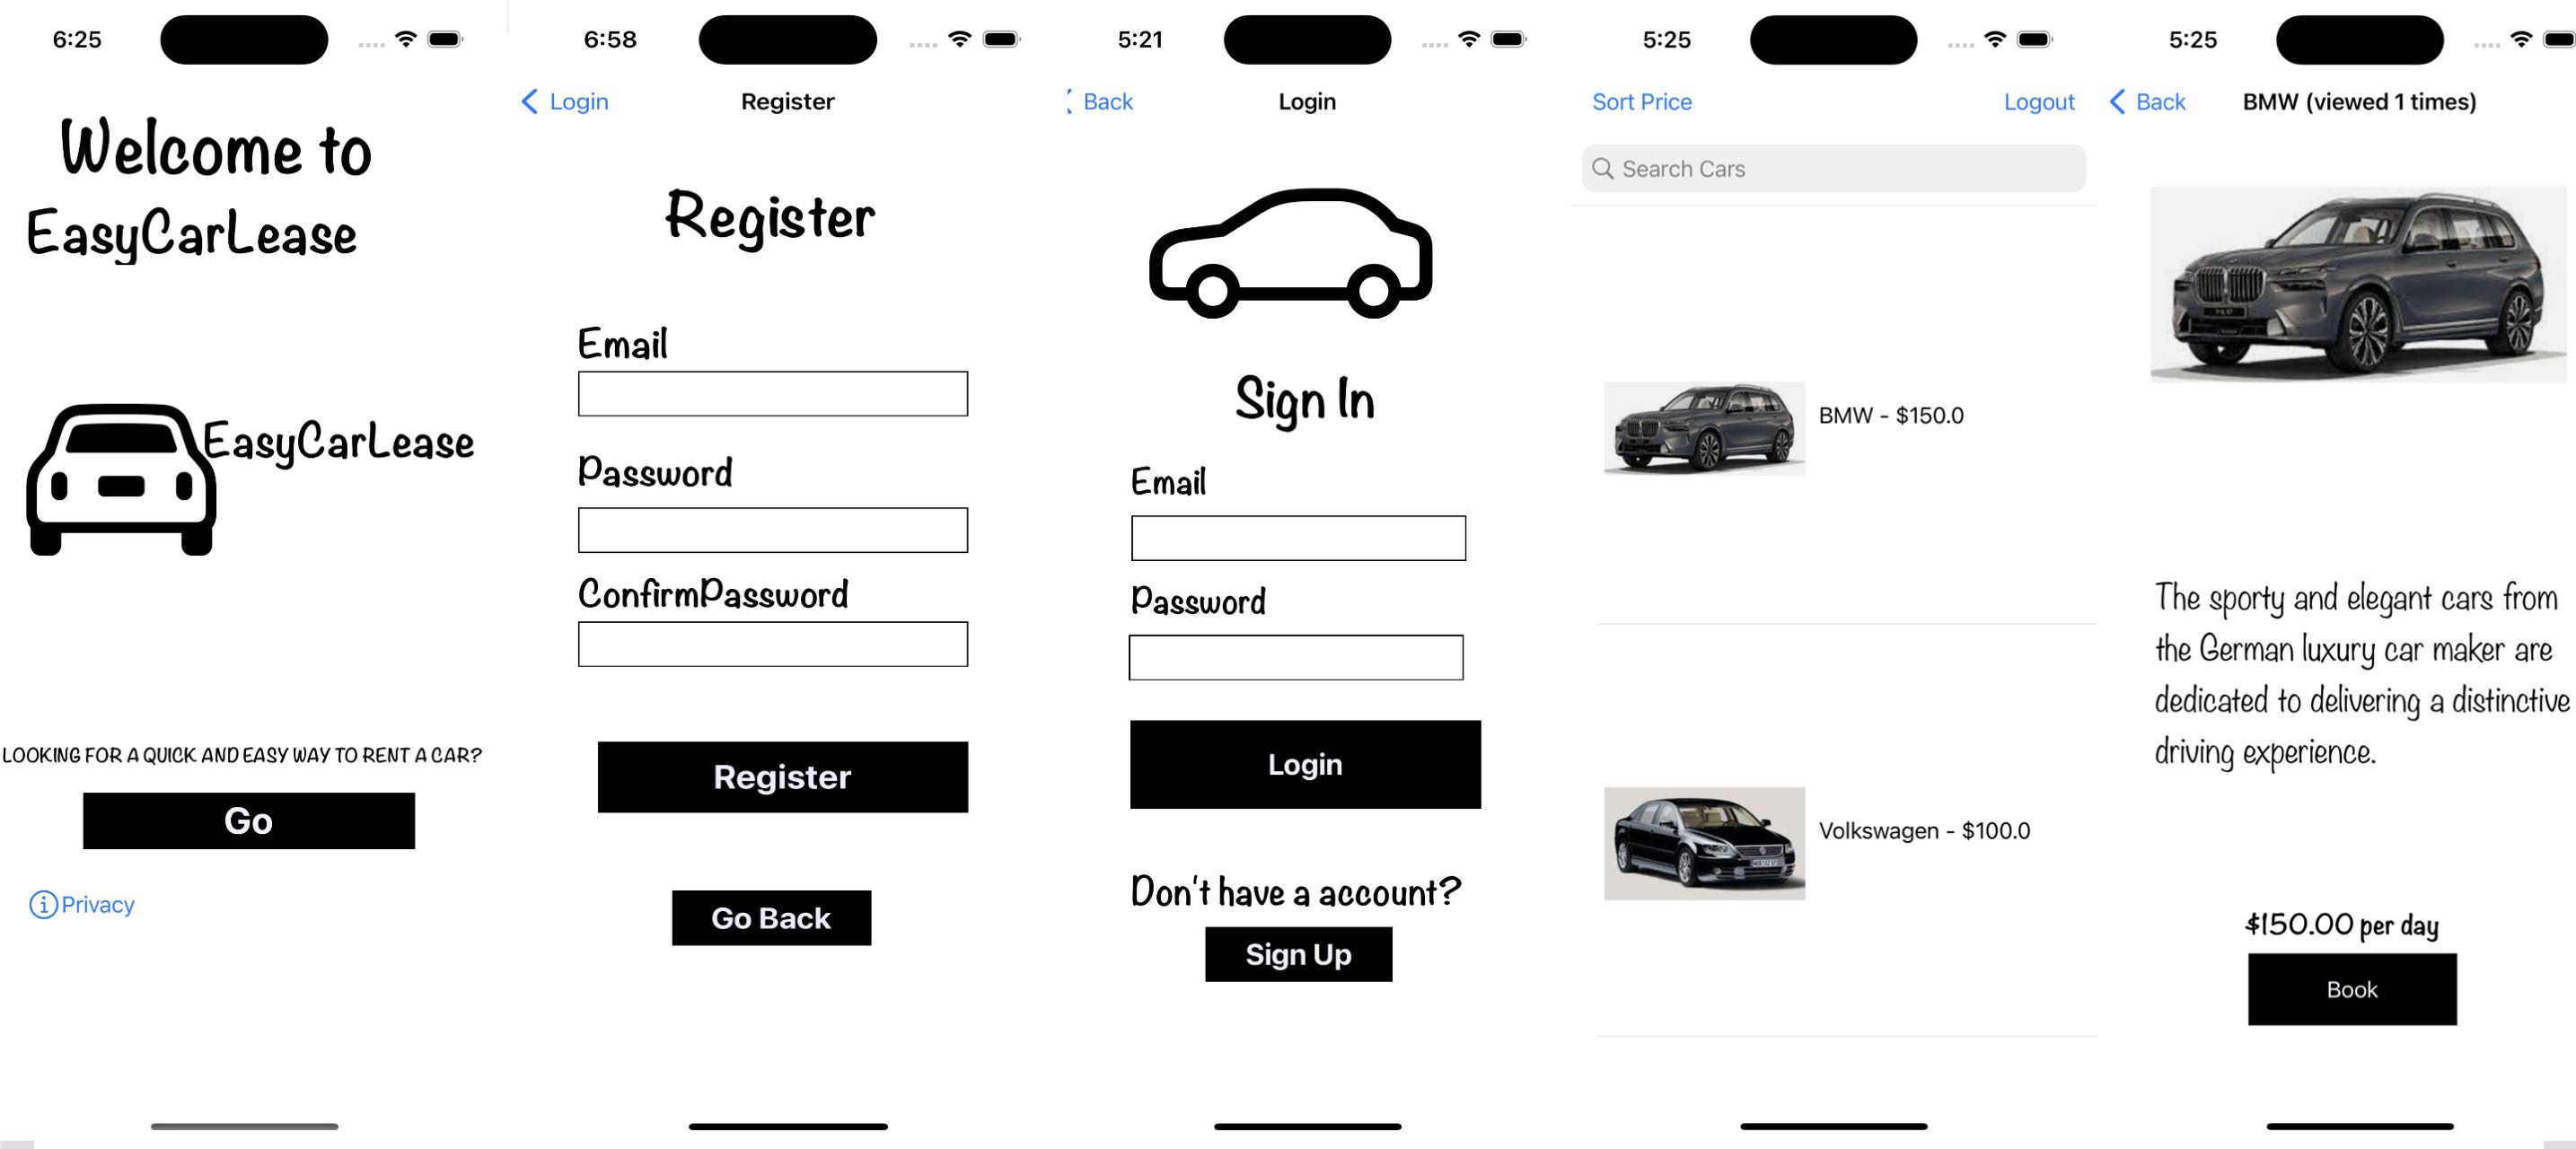 6:25
Welcome to
EasyCarLease
EasyCarLease
LOOKING FOR A QUICK AND EASY WAY TO RENT A CAR?
Go
Privacy
6:58
Login
Register
Register
Email
Password
ConfirmPassword
Register
Go Back
5:21
Back
Login
Sign In
Email
Password
Login
Don't have a account?
Sign Up
5:25
Sort Price
Logout
Search Cars
BMW - $150.0
Volkswagen - $100.0
5:25
Back
BMW (viewed 1 times)
The sporty and elegant cars from
the German luxury car maker are
dedicated to delivering a distinctive
driving experience.
$150.00 per day
Book